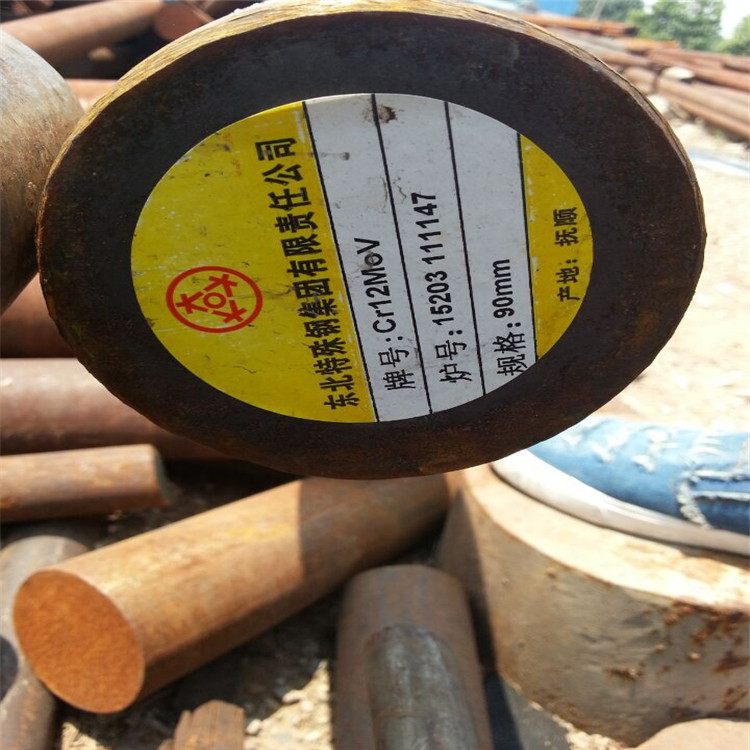 东北特殊钢集团有限责任公司
牌号:Cr12MoV
炉号:15203 111147
规格:90mm
产地:抚顺